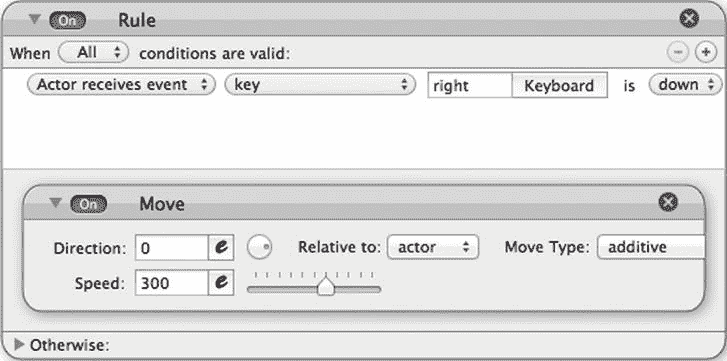 On Rule
When All conditions are valid:
Actor receives event key right Keyboard is down
On Move
Direction: 0 e Relative to: actor Move Type: additive
Speed: 300 e
Otherwise: